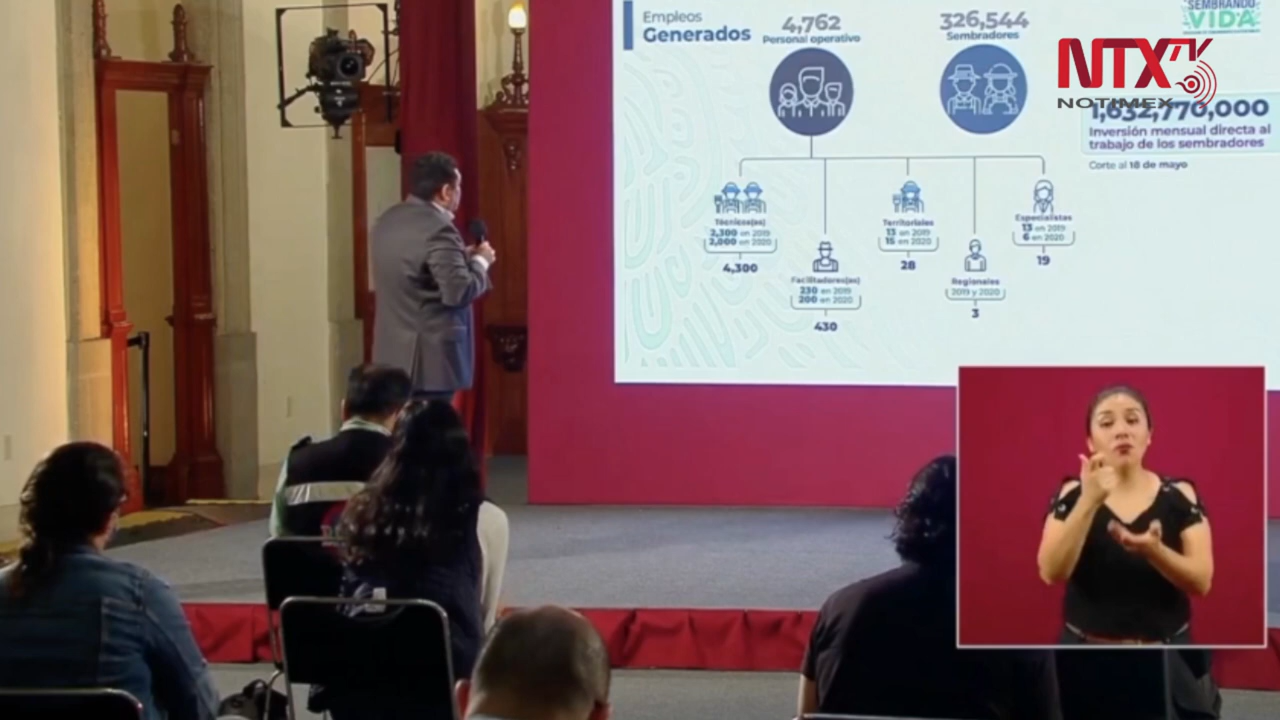 Empleos
Generados
4,762
Personal operativo
326,544
Sembradores
SEMBRANDO
VIDA
NTX TV
NOTIMEX
1,632,770,000
Inversión mensual directa al
trabajo de los sembradores
Corte al 18 de mayo
Técnicos(as)
2,300 en 2019
2,000 en 2020
4,300
Facilitadores(as)
230 en 2019
200 en 2020
430
Territoriales
13 en 2019
15 en 2020
28
Regionales
2019 y 2020
3
Especialistas
13 en 2019
6 en 2020
19